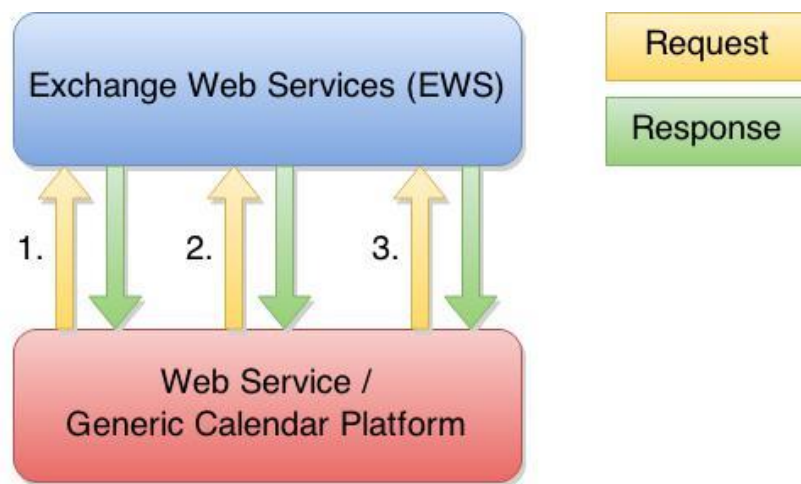 Exchange Web Services (EWS)
Request
Response
1.
2.
3.
Web Service /
Generic Calendar Platform